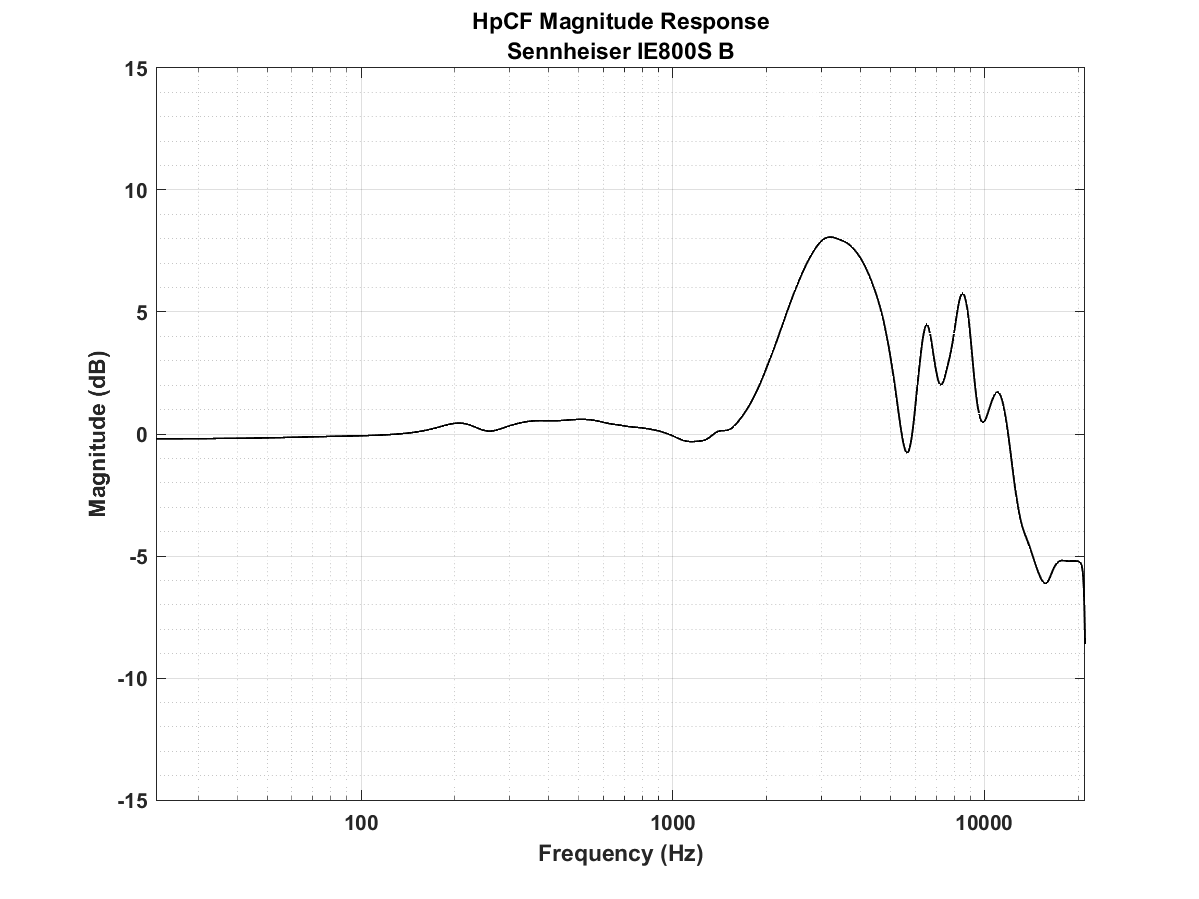 HpCF Magnitude Response
Sennheiser IE800S B
15
10
5
0
-5
-10
-15
Magnitude (dB)
100
1000
10000
Frequency (Hz)